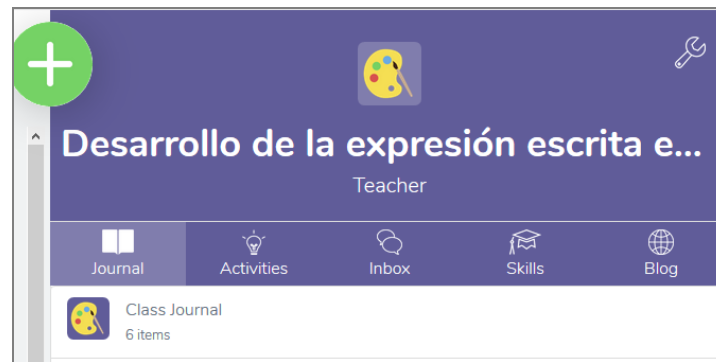 Desarrollo de la expresión escrita e...
Teacher
Journal Activities Inbox Skills Blog
Class Journal
6 items